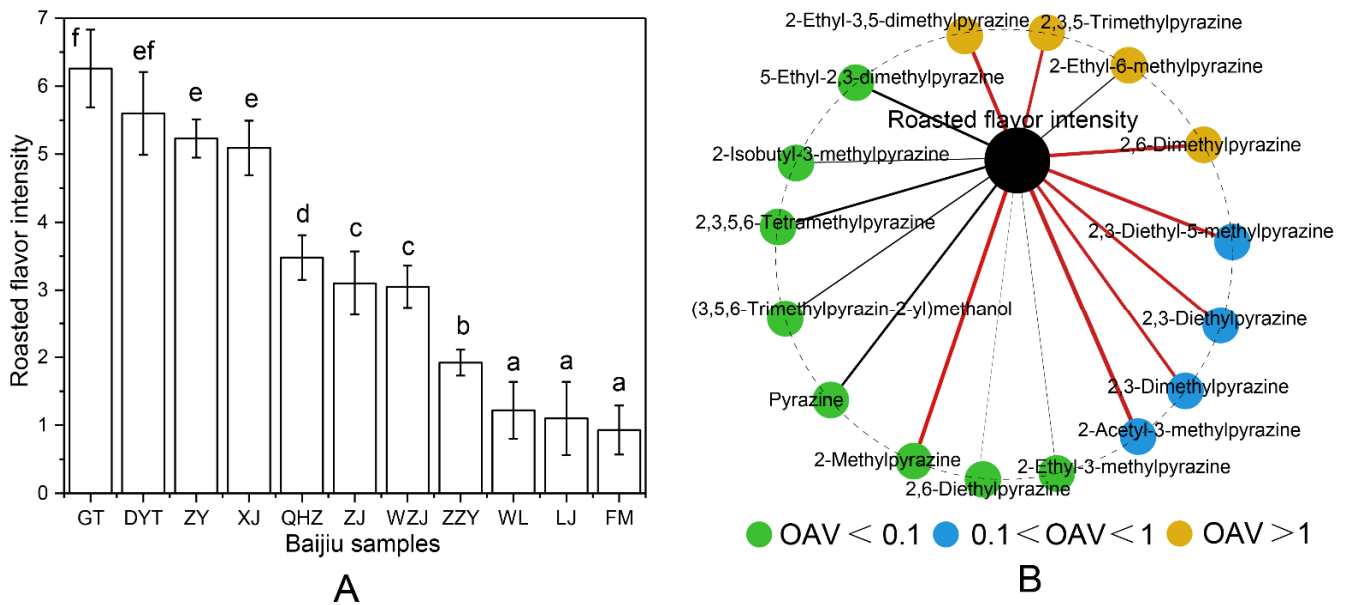 7
6
5
4
3
2
1
0
Roasted flavor intensity
f
ef
e
e
d
c
c
b
a
a
a
GT DYT ZY XJ QHZ ZJ WZJ ZZY WL LJ FM
Baijiu samples
A
B
2-Ethyl-3,5-dimethylpyrazine
2,3,5-Trimethylpyrazine
2-Ethyl-6-methylpyrazine
5-Ethyl-2,3-dimethylpyrazine
Roasted flavor intensity
2,6-Dimethylpyrazine
2-Isobutyl-3-methylpyrazine
2,3,5,6-Tetramethylpyrazine
2,3-Diethyl-5-methylpyrazine
(3,5,6-Trimethylpyrazin-2-yl)methanol
2,3-Diethylpyrazine
2,3-Dimethylpyrazine
Pyrazine
2-Acetyl-3-methylpyrazine
2-Methylpyrazine
2-Ethyl-3-methylpyrazine
2,6-Diethylpyrazine
OAV＜0.1 0.1＜OAV＜1 OAV＞1
B